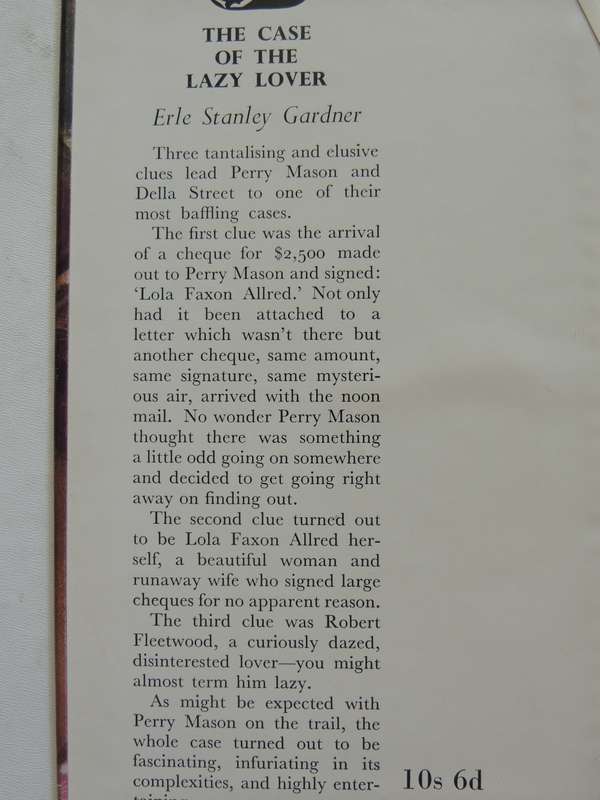 THE CASE
OF THE
LAZY LOVER
Erle Stanley Gardner
Three tantalising and elusive
clues lead Perry Mason and
Della Street to one of their
most baffling cases.
The first clue was the arrival
of a cheque for $2,500 made
out to Perry Mason and signed:
‘Lola Faxon Allred.’ Not only
had it been attached to a
letter which wasn’t there but
another cheque, same amount,
same signature, same mysteri-
ous air, arrived with the noon
mail. No wonder Perry Mason
thought there was something
a little odd going on somewhere
and decided to get going right
away on finding out.
The second clue turned out
to be Lola Faxon Allred her-
self, a beautiful woman and
runaway wife who signed large
cheques for no apparent reason.
The third clue was Robert
Fleetwood, a curiously dazed,
disinterested lover—you might
almost term him lazy.
As might be expected with
Perry Mason on the trail, the
whole case turned out to be
fascinating, infuriating in its
complexities, and highly enter-
10s 6d